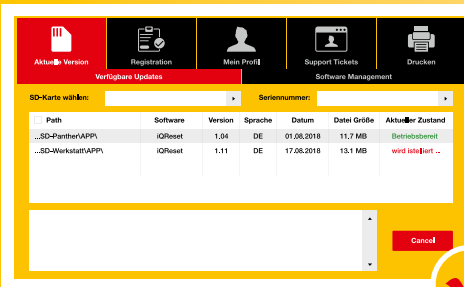 Aktuelle Version
Registration
Mein Profil
Support Tickets
Drucken
Verfügbare Updates
Software Management
SD-Karte wählen:
Seriennummer:
Path Software Version Sprache Datum Datei Größe Aktueller Zustand
...SD-Panther\APP\ iQReset 1.04 DE 01.08.2018 11.7 MB Betriebsbereit
...SD-Werkstatt\APP\ iQReset 1.11 DE 17.08.2018 13.1 MB wird istelliert ...
Cancel